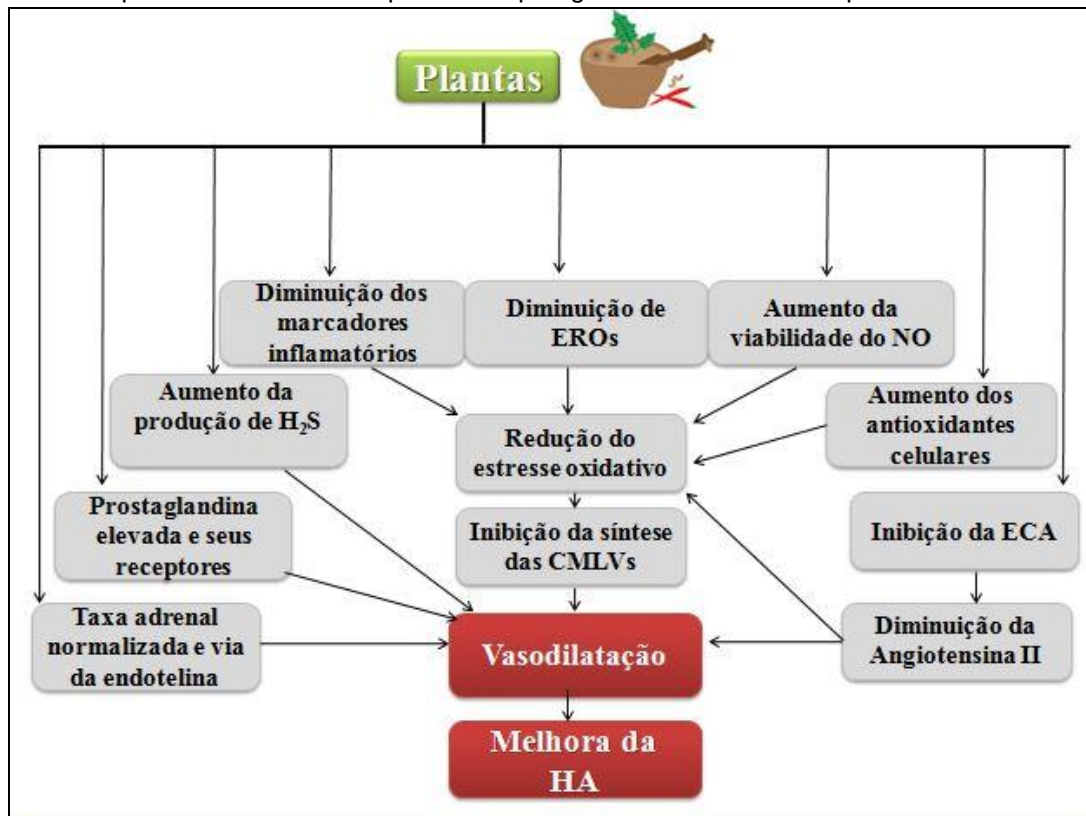 Plantas
Diminuição dos
marcadores
inflamatórios
Diminuição de
EROs
Aumento da
viabilidade do NO
Aumento da
produção de H₂S
Redução do
estresse oxidativo
Aumento dos
antioxidantes
celulares
Prostaglandina
elevada e seus
receptores
Inibição da síntese
das CMLVs
Inibição da ECA
Taxa adrenal
normalizada e via
da endotelina
Vasodilatação
Diminuição da
Angiotensina II
Melhora da
HA